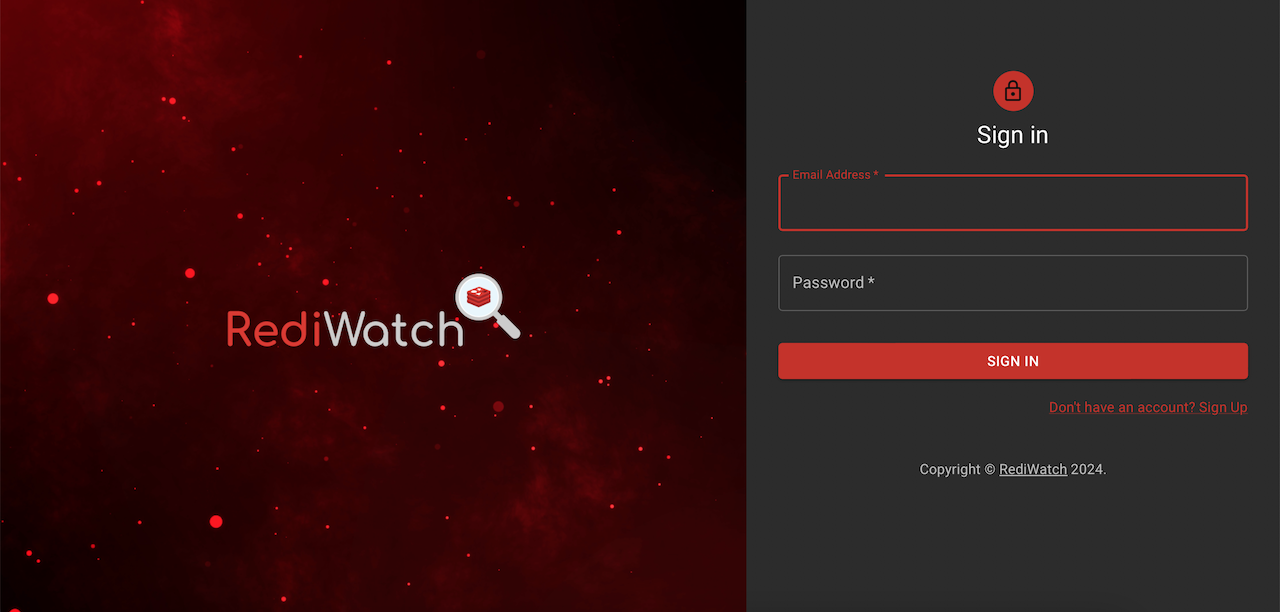 RediWatch
Sign in
Email Address *
Password *
SIGN IN
Don't have an account? Sign Up
Copyright © RediWatch 2024.